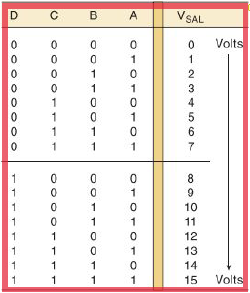 D C B A V_SAL
0 0 0 0 0 Volts
0 0 0 1 1
0 0 1 0 2
0 0 1 1 3
0 1 0 0 4
0 1 0 1 5
0 1 1 0 6
0 1 1 1 7
1 0 0 0 8
1 0 0 1 9
1 0 1 0 10
1 0 1 1 11
1 1 0 0 12
1 1 0 1 13
1 1 1 0 14
1 1 1 1 15 Volts